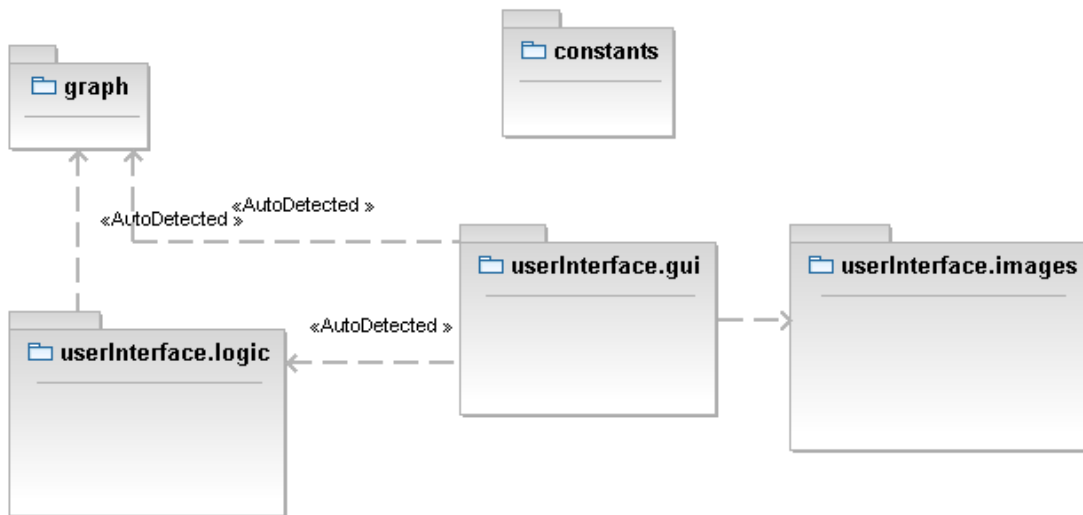 constants
graph
«AutoDetected »
«AutoDetected »
userInterface.gui
userInterface.images
«AutoDetected »
userInterface.logic